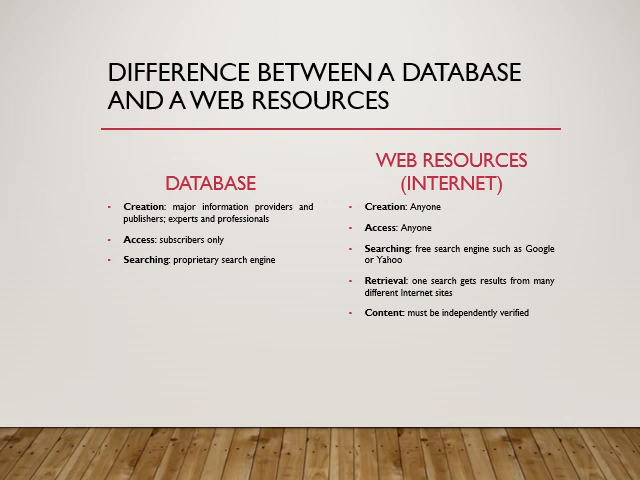 DIFFERENCE BETWEEN A DATABASE
AND A WEB RESOURCES
DATABASE
• Creation: major information providers and
publishers; experts and professionals
• Access: subscribers only
• Searching: proprietary search engine
WEB RESOURCES
(INTERNET)
• Creation: Anyone
• Access: Anyone
• Searching: free search engine such as Google
or Yahoo
• Retrieval: one search gets results from many
different Internet sites
• Content: must be independently verified